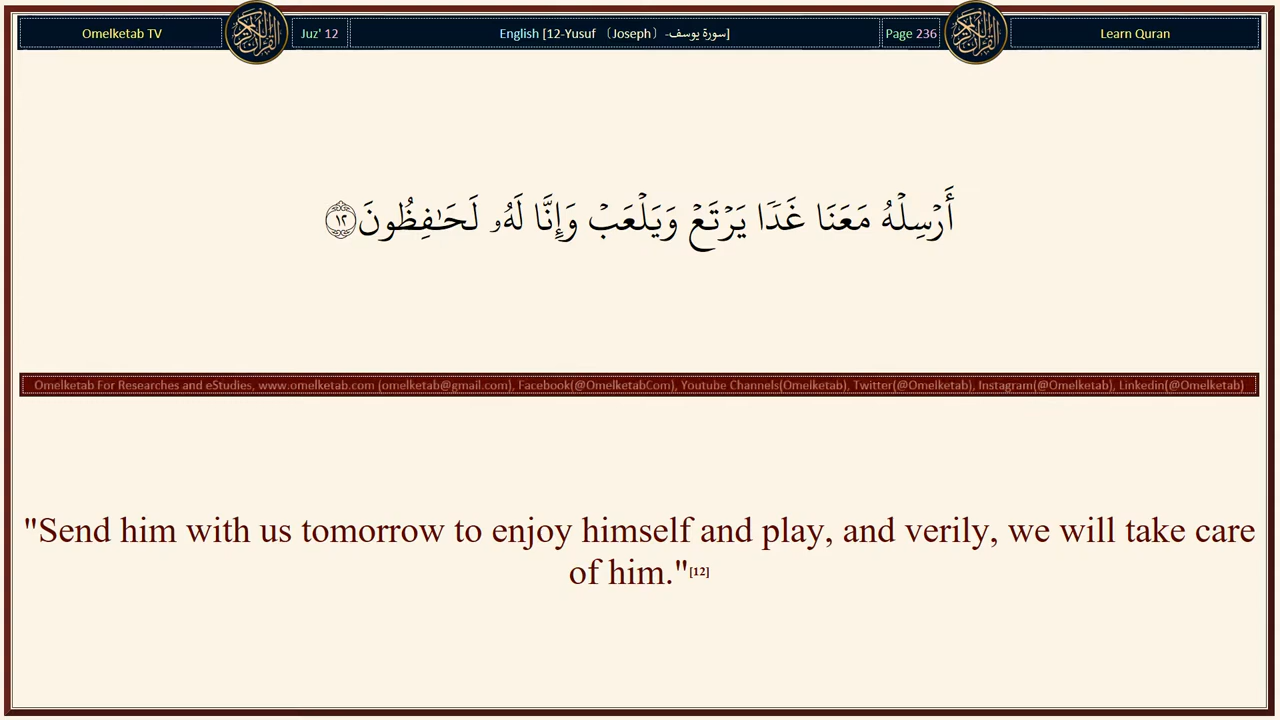 Omelketab TV
Juz' 12
English [12-Yusuf （Joseph） -سورة يوسف]
Page 236
Learn Quran
أَرۡسِلۡهُ مَعَنَا غَدٗا يَرۡتَعۡ وَيَلۡعَبۡ وَإِنَّا لَهُۥ لَحَٰفِظُونَ ١٢
Omelketab For Researches and eStudies, www.omelketab.com (omelketab@gmail.com), Facebook(@OmelketabCom), Youtube Channels(Omelketab), Twitter(@Omelketab), Instagram(@Omelketab), Linkedin(@Omelketab)
"Send him with us tomorrow to enjoy himself and play, and verily, we will take care
of him."[12]